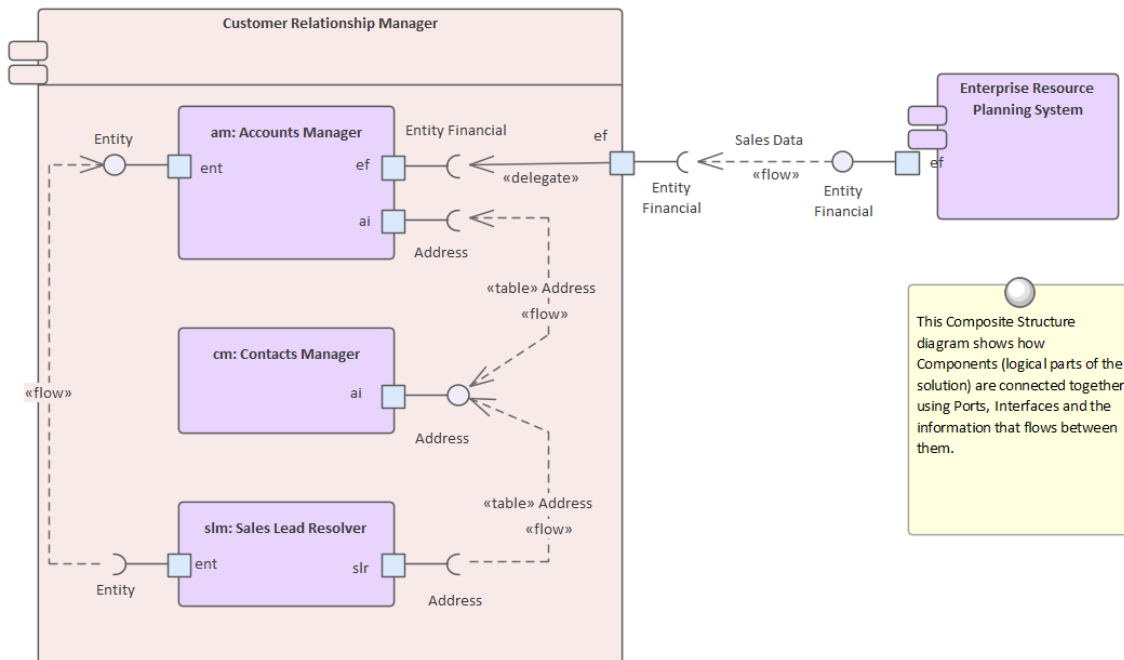 Customer Relationship Manager
Enterprise Resource
Planning System
am: Accounts Manager
Entity
ent
ef
Entity Financial
ef
Sales Data
ef
«delegate»
«flow»
Entity
Financial
Entity
Financial
ai
Address
«table» Address
«flow»
cm: Contacts Manager
ai
Address
«flow»
This Composite Structure
diagram shows how
Components (logical parts of the
solution) are connected together
using Ports, Interfaces and the
information that flows between
them.
«table» Address
«flow»
slm: Sales Lead Resolver
ent
slr
Entity
Address